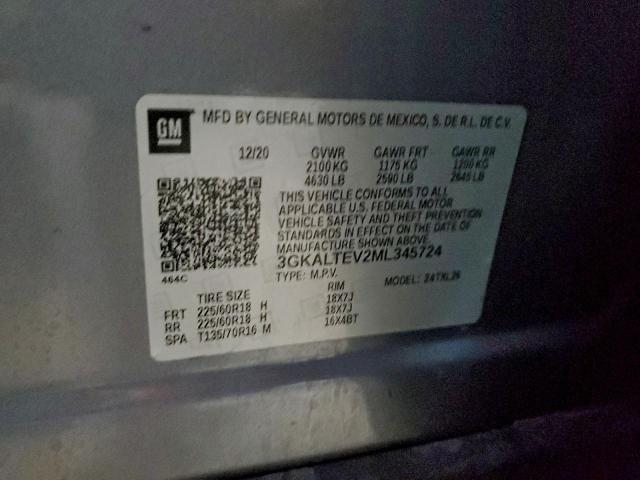 GM
MFD BY GENERAL MOTORS DE MEXICO, S. DE R.L. DE C.V.
12/20 GVWR GAWR FRT GAWR RR
2100 KG 1175 KG 1200 KG
4630 LB 2590 LB 2645 LB
THIS VEHICLE CONFORMS TO ALL
APPLICABLE U.S. FEDERAL MOTOR
VEHICLE SAFETY AND THEFT PREVENTION
STANDARDS IN EFFECT ON THE DATE OF
MANUFACTURE SHOWN ABOVE.
3GKALTEV2ML345724
464C
TYPE: M.P.V. MODEL: 24TXL26
TIRE SIZE RIM
FRT 225/60R18 H 18X7J
RR 225/60R18 H 18X7J
SPA T135/70R16 M 16X4BT